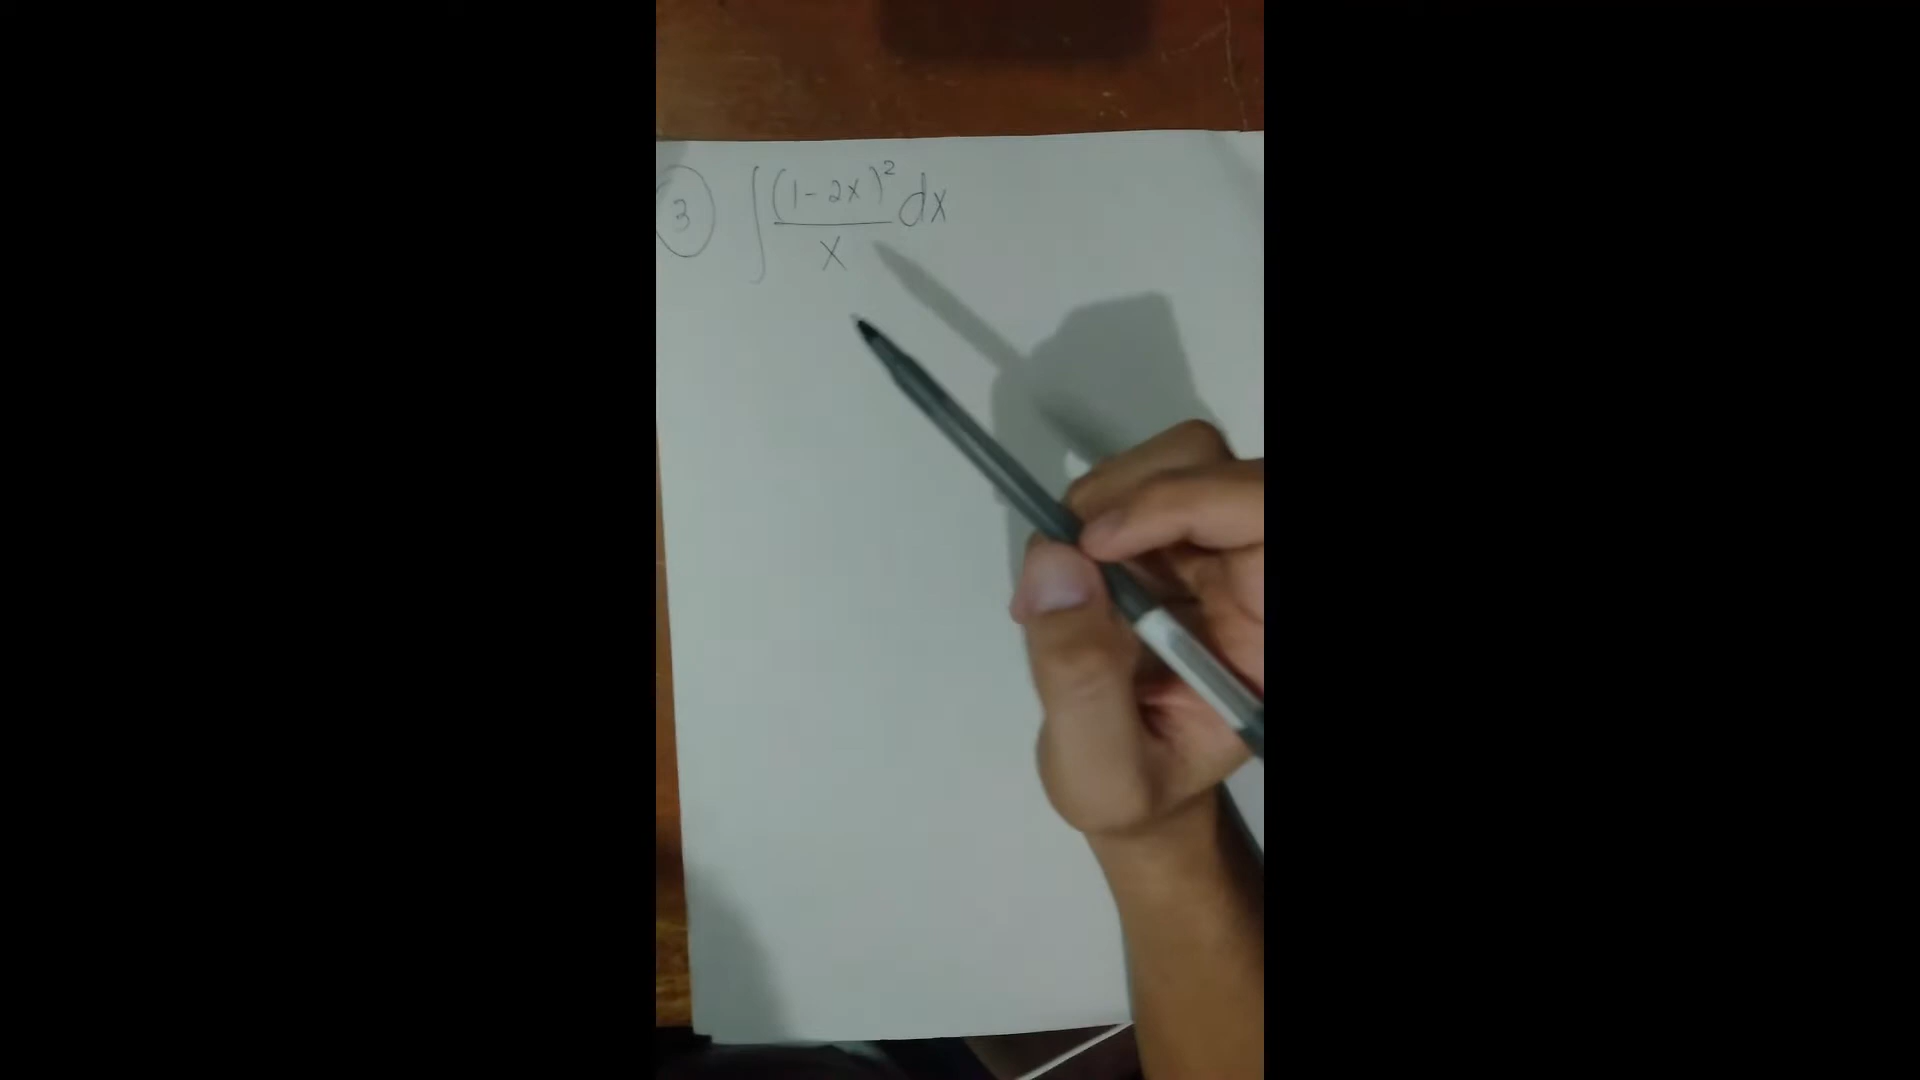 3 ∫ (1-2x)² / x dx